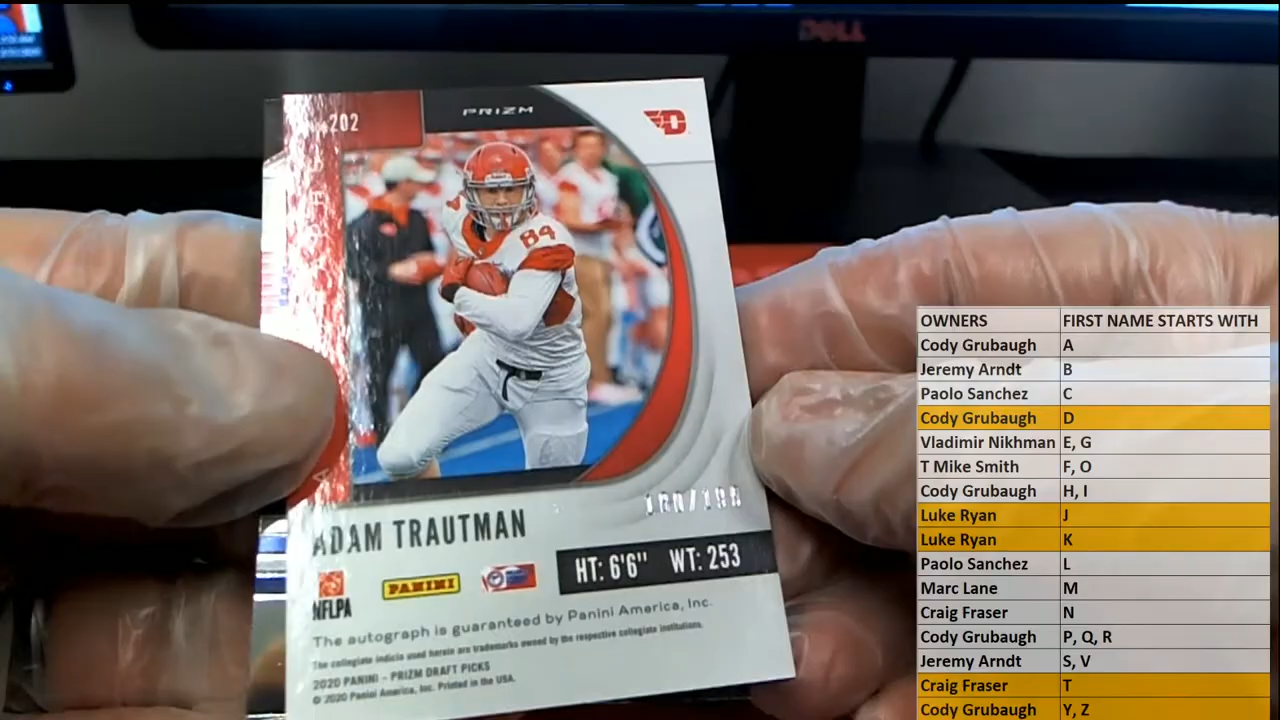 DELL
202
PRIZM
D
84
ADAM TRAUTMAN
HT: 6'6" WT: 253
NFLPA
PANINI
The autograph is guaranteed by Panini America, Inc.
The collegiate indicia used herein are trademarks owned by the respective collegiate institutions.
2020 PANINI - PRIZM DRAFT PICKS
© 2020 Panini America, Inc. Printed in the USA.
OWNERS FIRST NAME STARTS WITH
Cody Grubaugh A
Jeremy Arndt B
Paolo Sanchez C
Cody Grubaugh D
Vladimir Nikhman E, G
T Mike Smith F, O
Cody Grubaugh H, I
Luke Ryan J
Luke Ryan K
Paolo Sanchez L
Marc Lane M
Craig Fraser N
Cody Grubaugh P, Q, R
Jeremy Arndt S, V
Craig Fraser T
Cody Grubaugh Y, Z